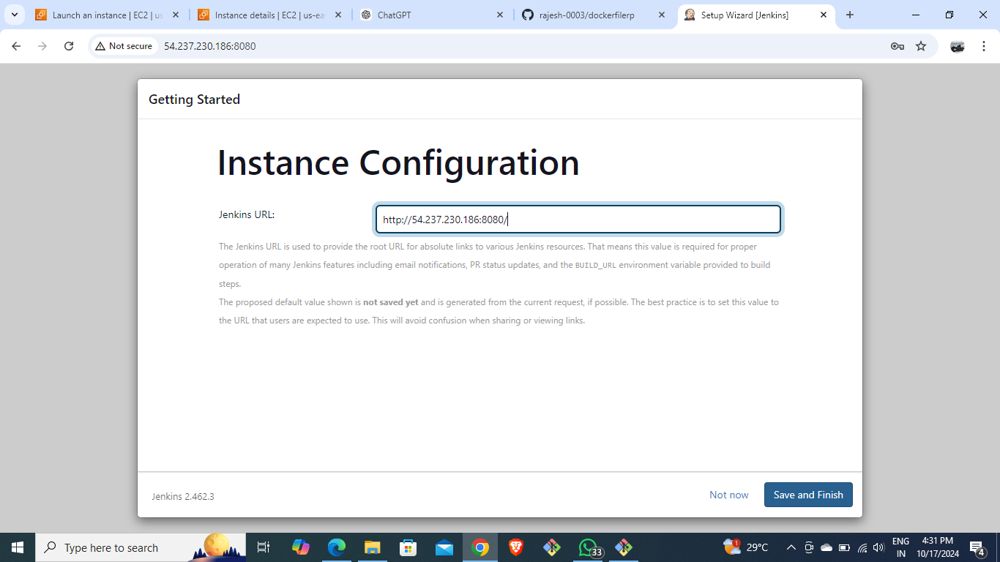 Launch an instance | EC2 | us
Instance details | EC2 | us-ea
ChatGPT
rajesh-0003/dockerfilerp
Setup Wizard [Jenkins]
Not secure
54.237.230.186:8080
Getting Started
Instance Configuration
Jenkins URL:
http://54.237.230.186:8080/
The Jenkins URL is used to provide the root URL for absolute links to various Jenkins resources. That means this value is required for proper
operation of many Jenkins features including email notifications, PR status updates, and the BUILD_URL environment variable provided to build
steps.
The proposed default value shown is not saved yet and is generated from the current request, if possible. The best practice is to set this value to
the URL that users are expected to use. This will avoid confusion when sharing or viewing links.
Jenkins 2.462.3
Not now
Save and Finish
Type here to search
33
1
29°C
ENG
IN
4:31 PM
10/17/2024
4